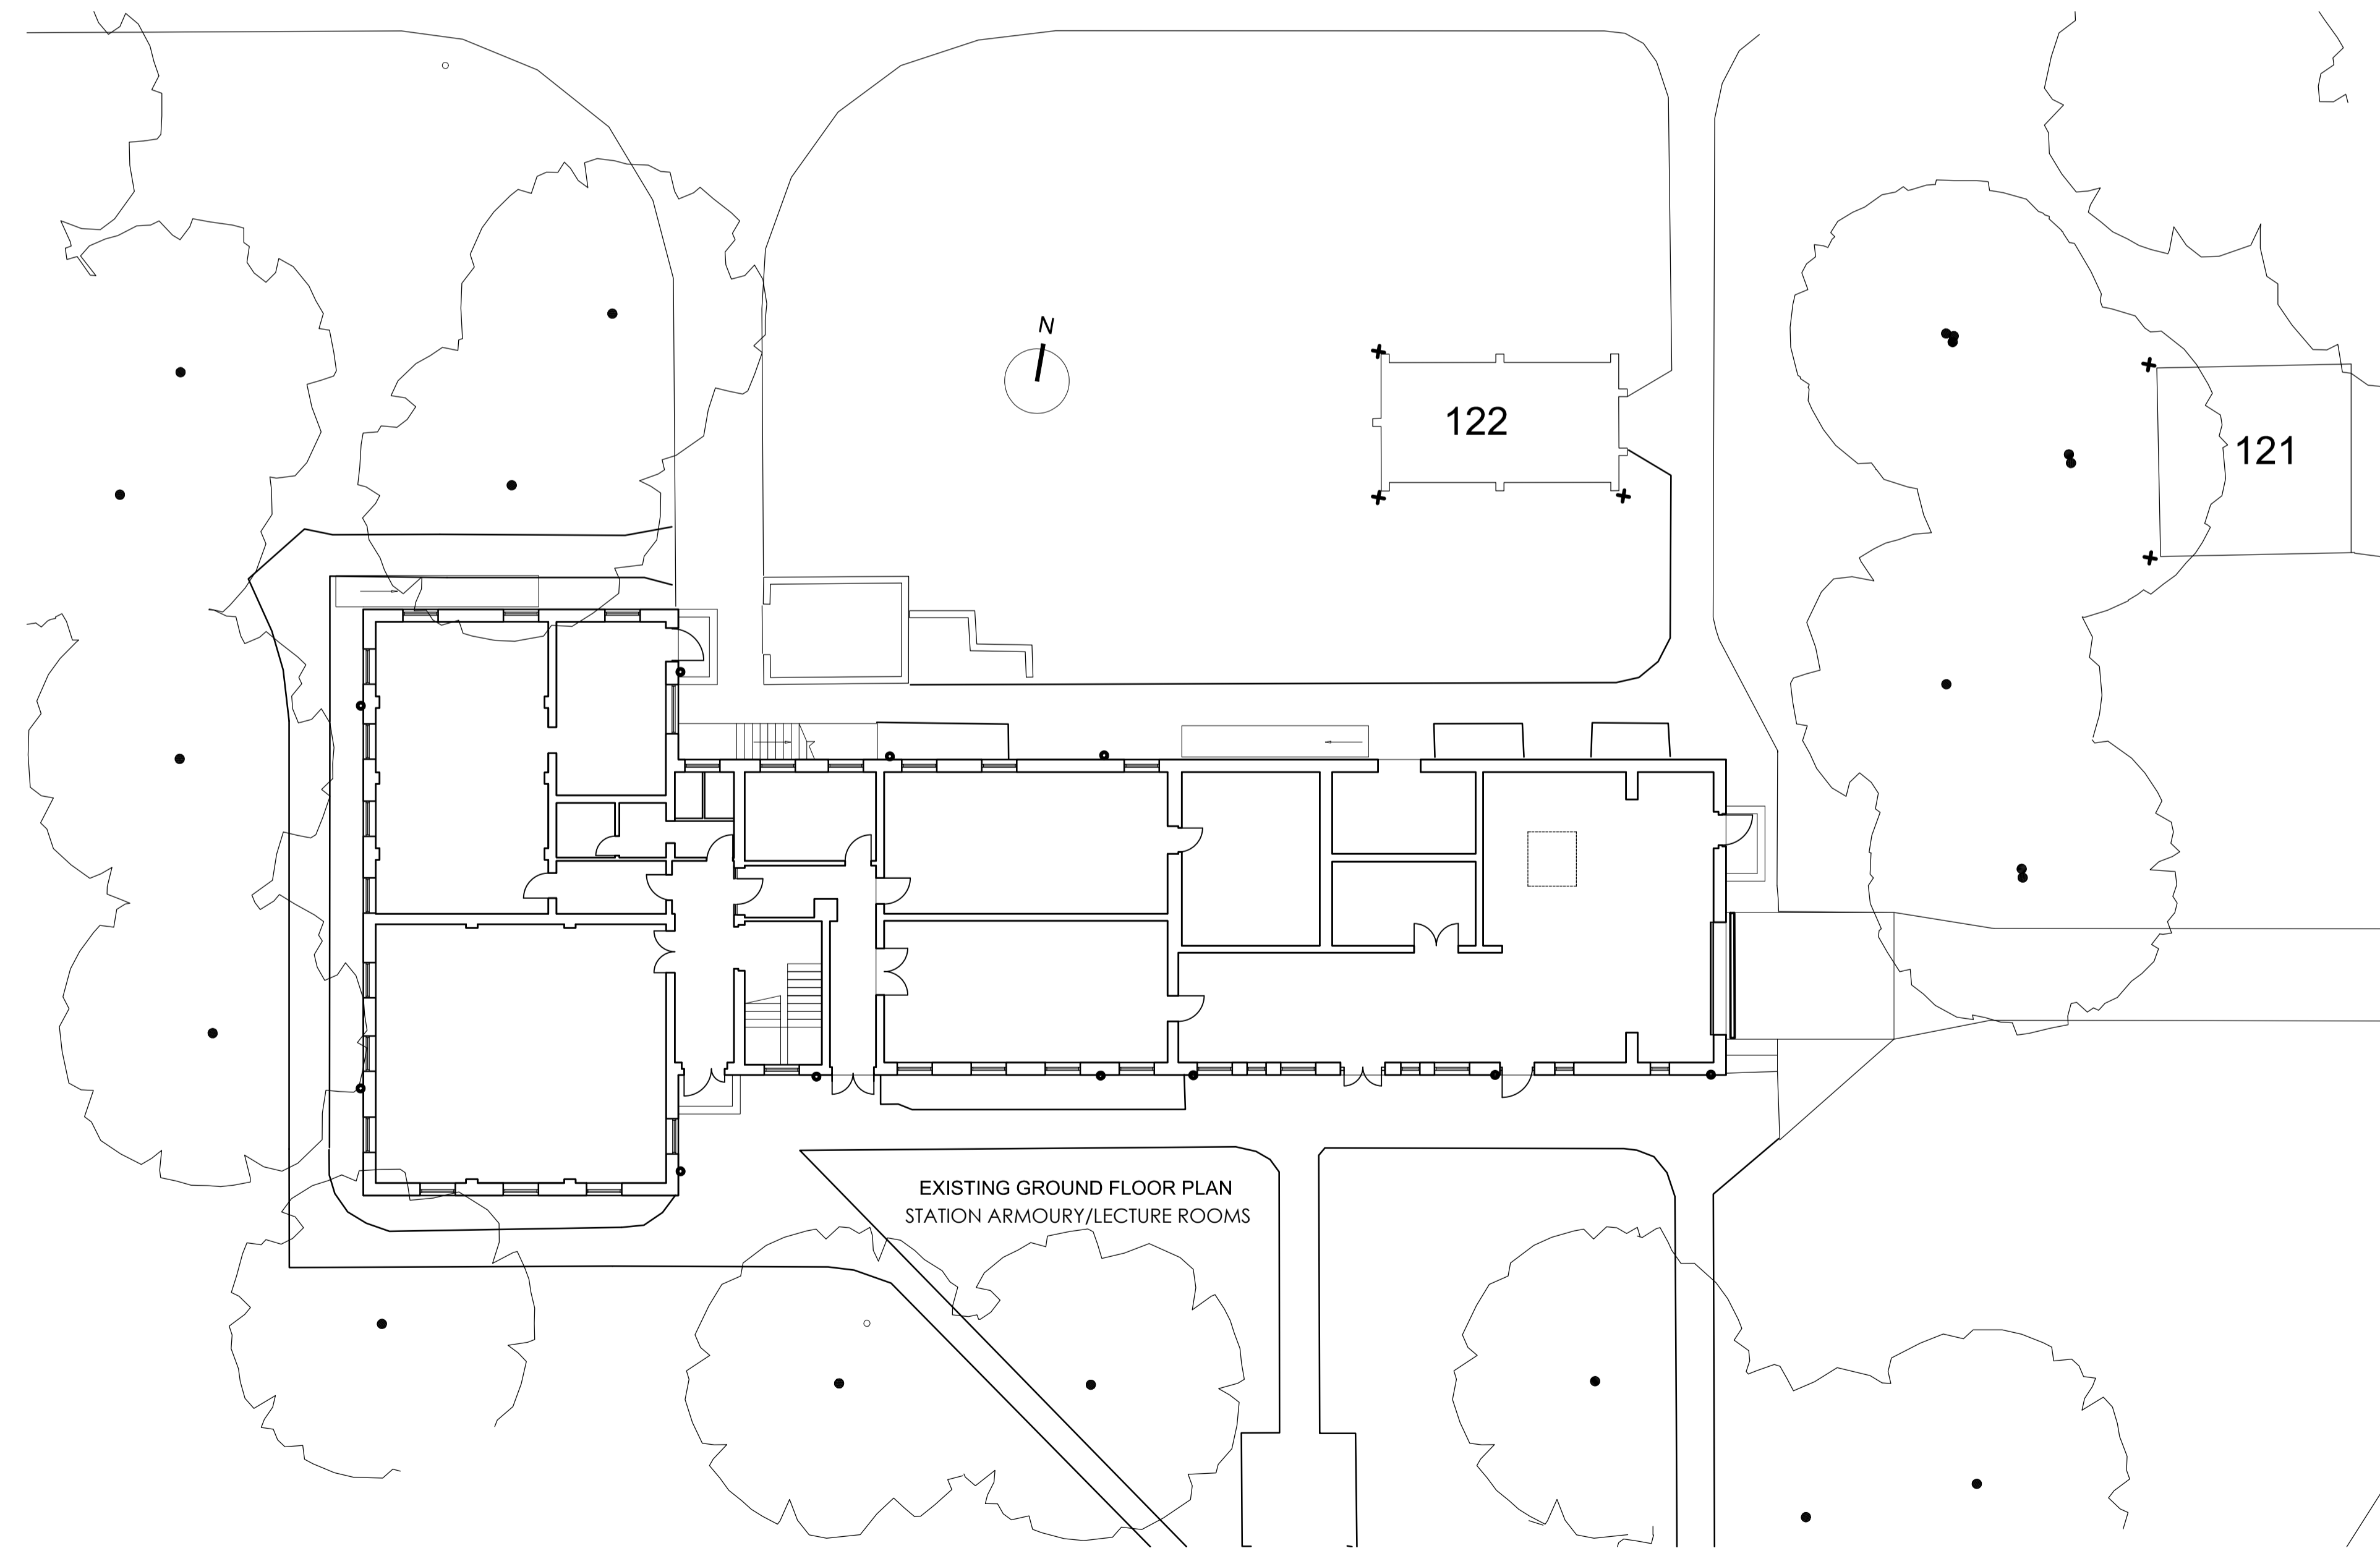 N
122
121
EXISTING GROUND FLOOR PLAN
STATION ARMOURY/LECTURE ROOMS